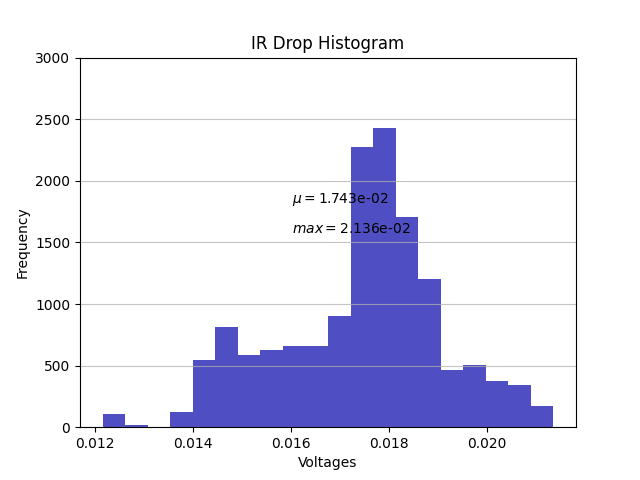 IR Drop Histogram
3000
2500
2000
1500
1000
500
0
Frequency
μ = 1.743e-02
max = 2.136e-02
0.012 0.014 0.016 0.018 0.020
Voltages